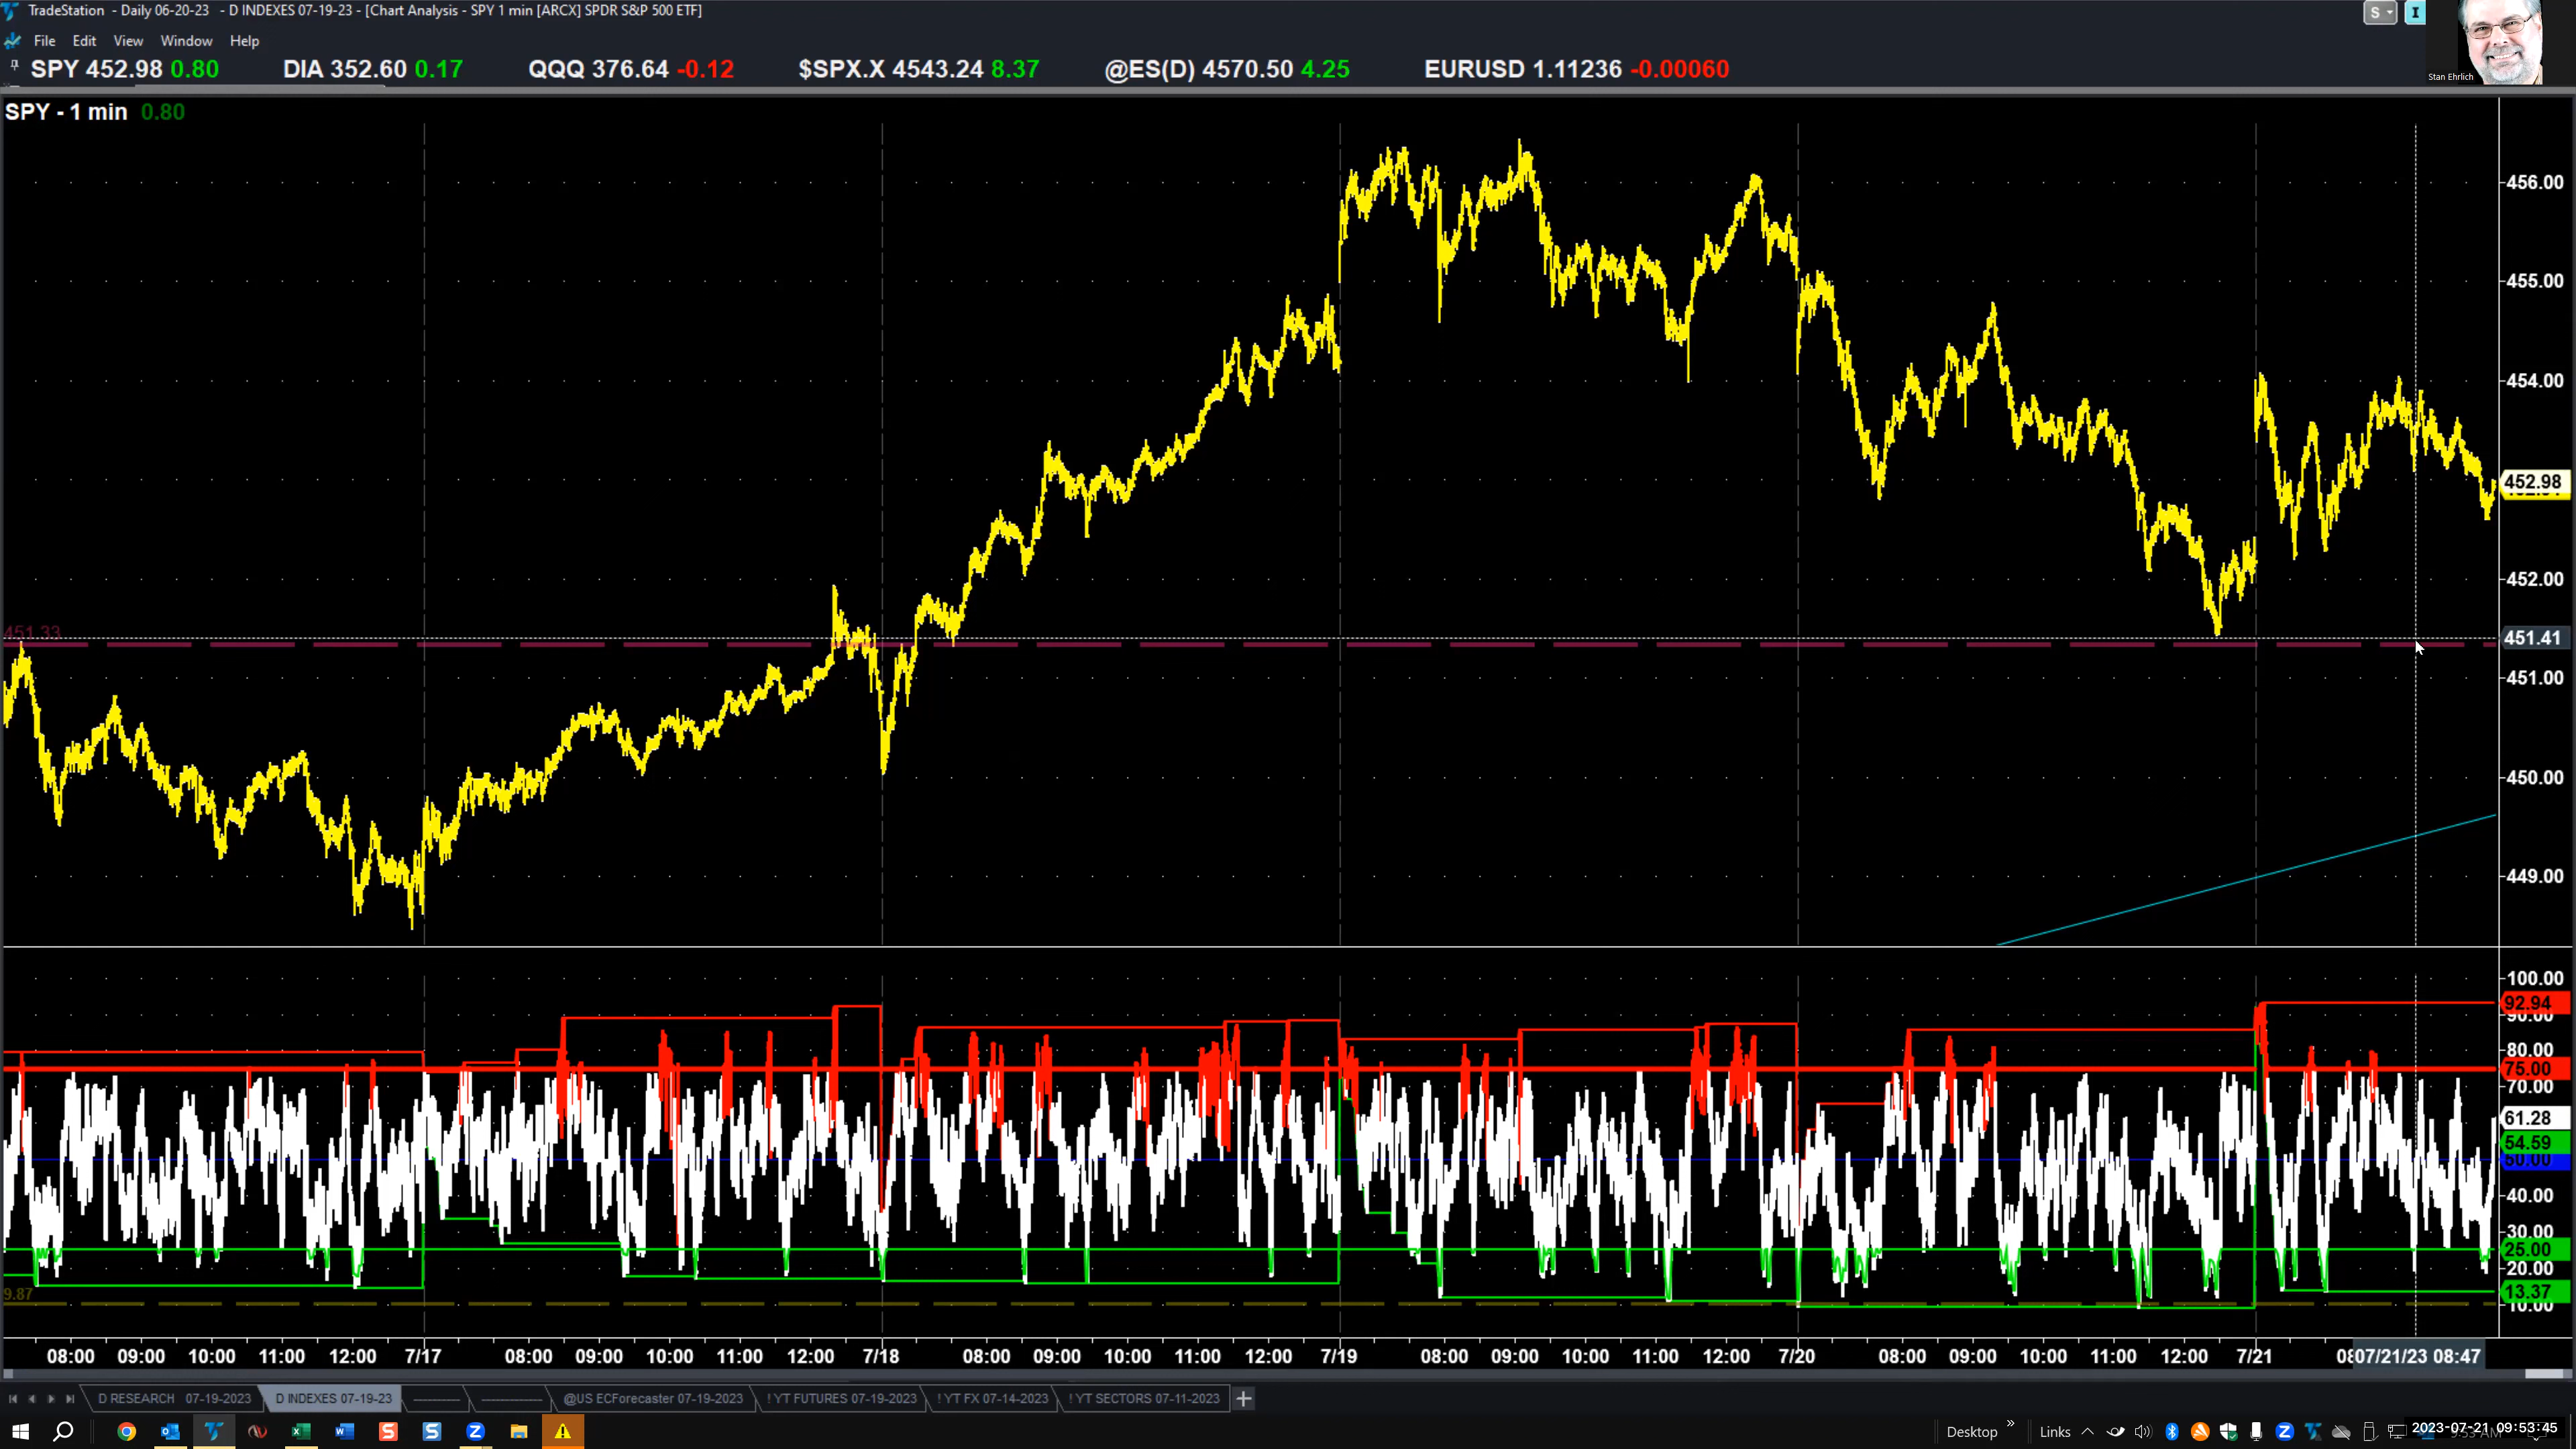 TradeStation - Daily 06-20-23 - D INDEXES 07-19-23 - [Chart Analysis - SPY 1 min [ARCX] SPDR S&P 500 ETF]
S I
File Edit View Window Help
SPY 452.98 0.80 DIA 352.60 0.17 QQQ 376.64 -0.12 $SPX.X 4543.24 8.37 @ES(D) 4570.50 4.25 EURUSD 1.11236 -0.00060
Stan Ehrlich
SPY - 1 min 0.80
456.00
455.00
454.00
452.98
452.00
451.33
451.41
451.00
450.00
449.00
100.00
92.94
90.00
80.00
75.00
70.00
61.28
54.59
50.00
40.00
30.00
25.00
20.00
9.87
13.37
10.00
08:00 09:00 10:00 11:00 12:00 7/17 08:00 09:00 10:00 11:00 12:00 7/18 08:00 09:00 10:00 11:00 12:00 7/19 08:00 09:00 10:00 11:00 12:00 7/20 08:00 09:00 10:00 11:00 12:00 7/21 07/21/23 08:47
D RESEARCH 07-19-2023 D INDEXES 07-19-23 @US ECForecaster 07-19-2023 ! YT FUTURES 07-19-2023 ! YT FX 07-14-2023 ! YT SECTORS 07-11-2023 +
Desktop Links 2023-07-21, 09:53:45